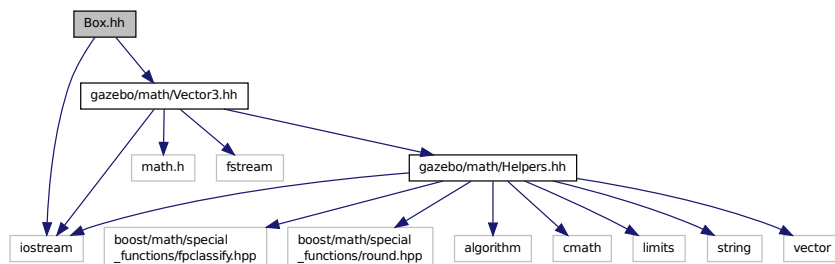 Box.hh
gazebo/math/Vector3.hh
math.h
fstream
gazebo/math/Helpers.hh
iostream
boost/math/special
_functions/fpclassify.hpp
boost/math/special
_functions/round.hpp
algorithm
cmath
limits
string
vector